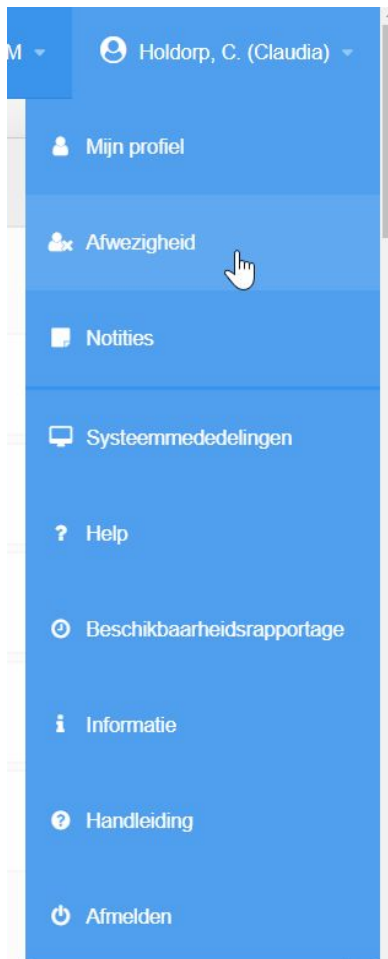 M
Holdorp, C. (Claudia)
Mijn profiel
Afwezigheid
Notities
Systeemmededelingen
Help
Beschikbaarheidsrapportage
Informatie
Handleiding
Afmelden